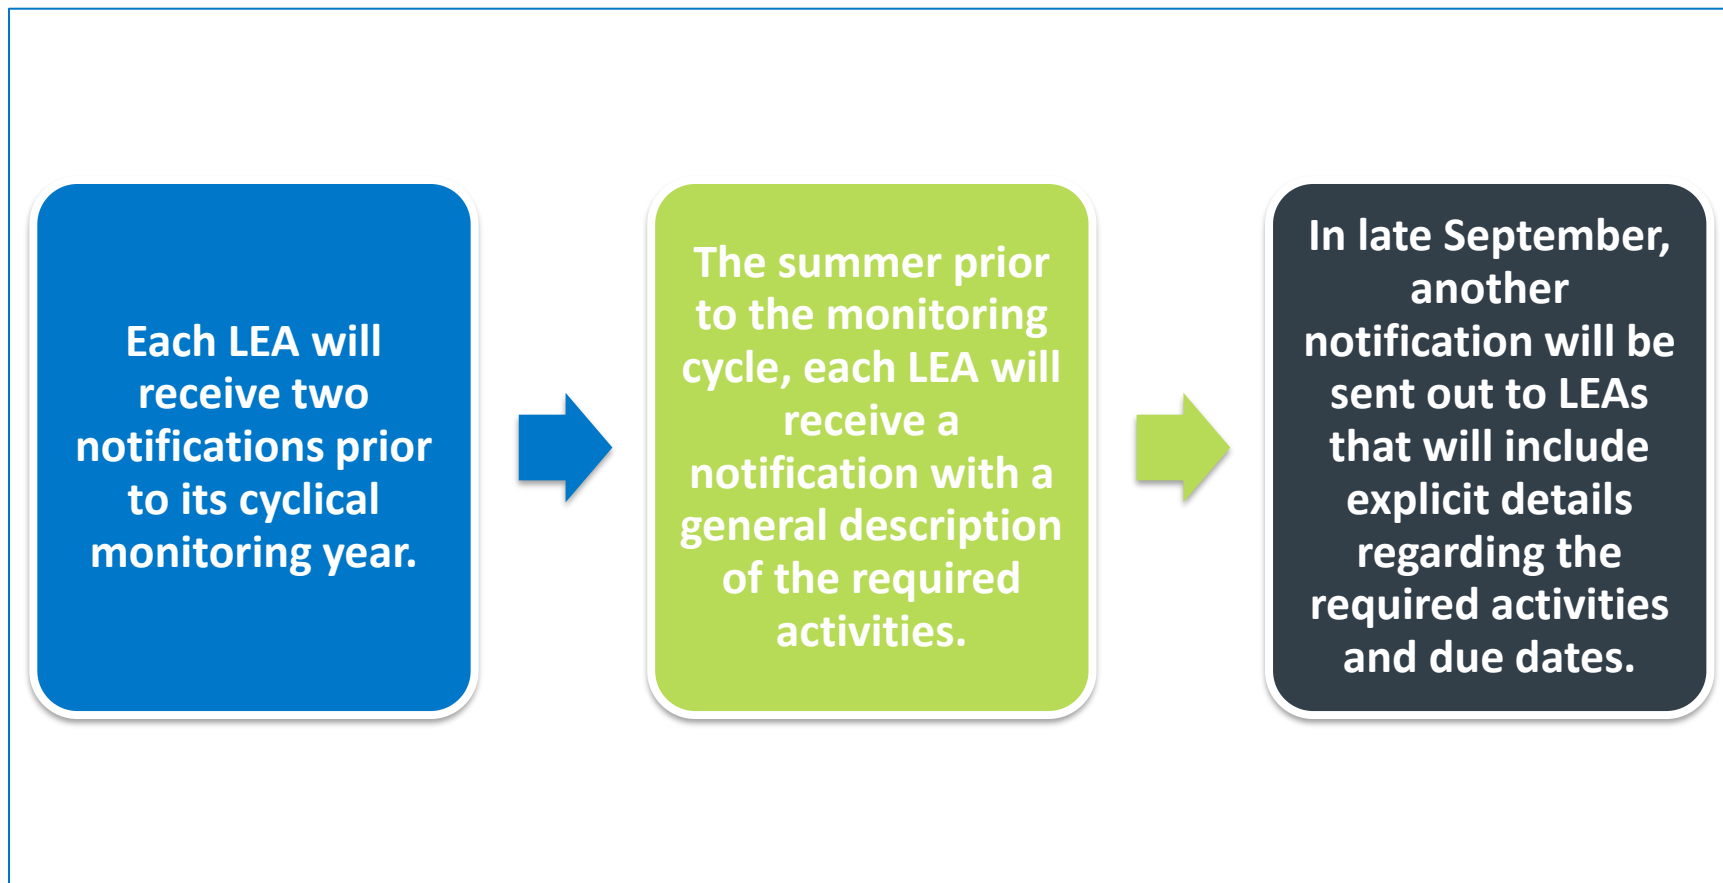 Each LEA will
receive two
notifications prior
to its cyclical
monitoring year.
The summer prior
to the monitoring
cycle, each LEA will
receive a
notification with a
general description
of the required
activities.
In late September,
another
notification will be
sent out to LEAs
that will include
explicit details
regarding the
required activities
and due dates.